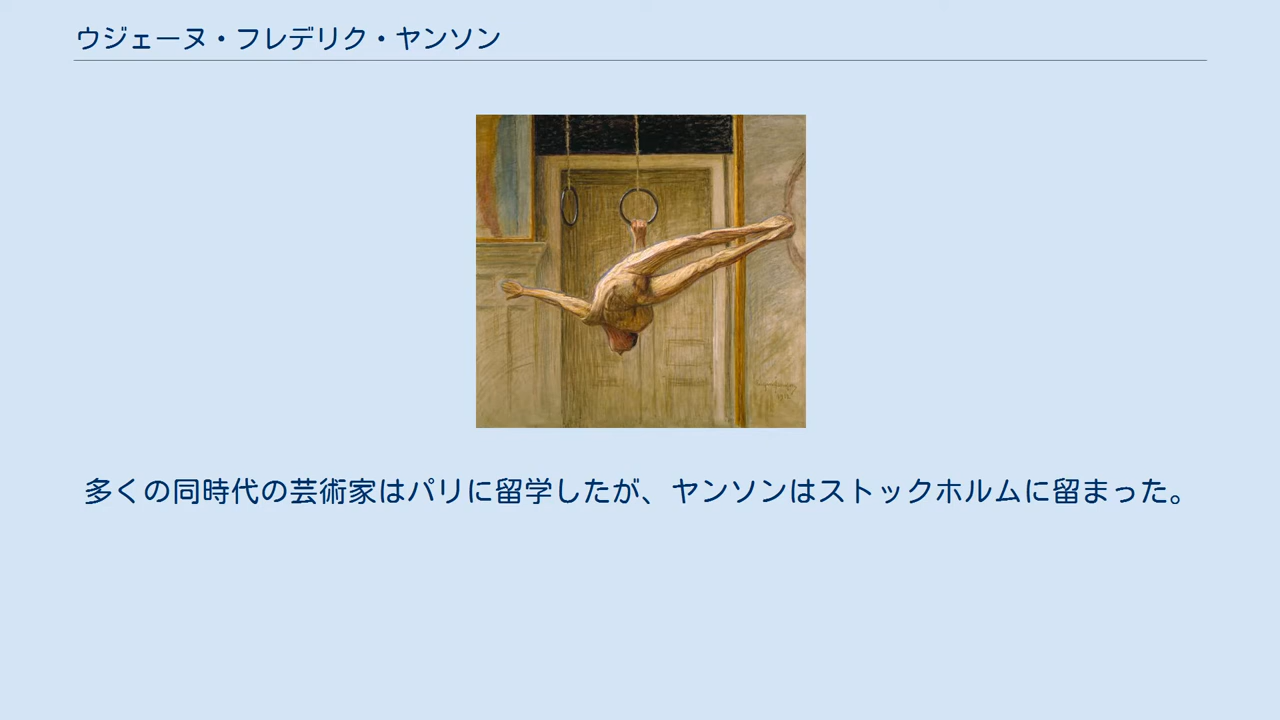 ウジェーヌ・フレデリク・ヤンソン
多くの同時代の芸術家はパリに留学したが、ヤンソンはストックホルムに留まった。